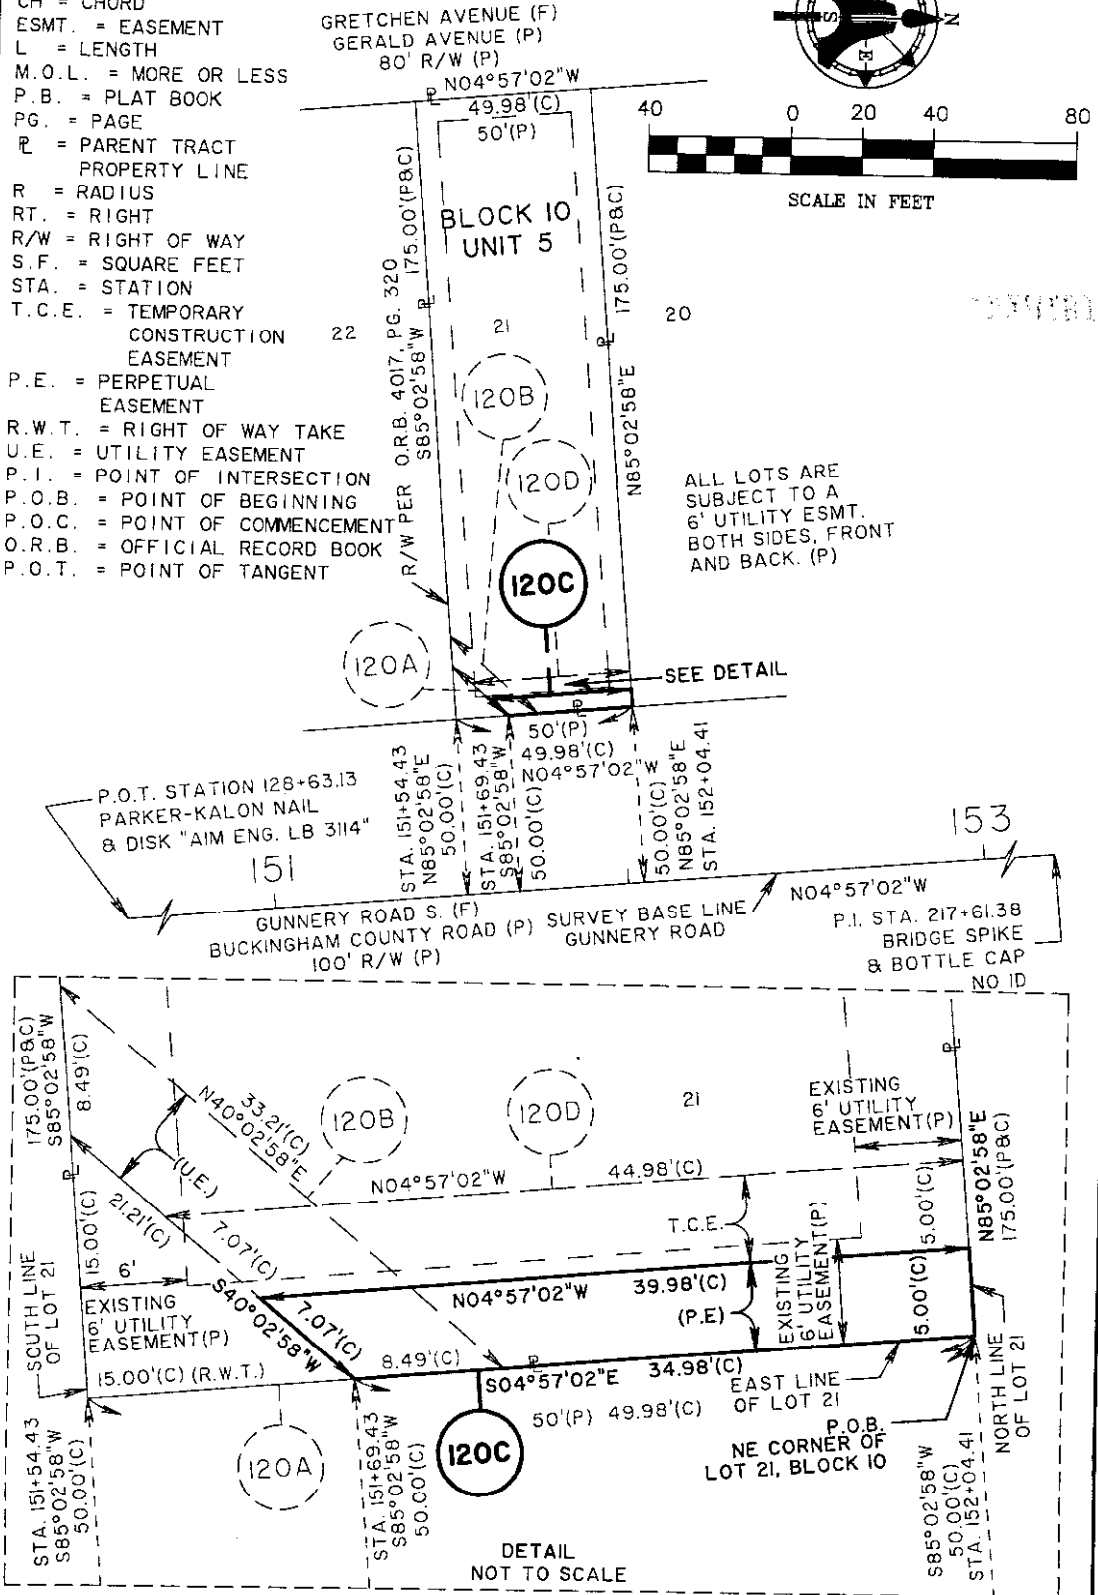 CH = CHORD
ESMT. = EASEMENT
L = LENGTH
M.O.L. = MORE OR LESS
P.B. = PLAT BOOK
PG. = PAGE
PL = PARENT TRACT
PROPERTY LINE
R = RADIUS
RT. = RIGHT
R/W = RIGHT OF WAY
S.F. = SQUARE FEET
STA. = STATION
T.C.E. = TEMPORARY
CONSTRUCTION
EASEMENT
P.E. = PERPETUAL
EASEMENT
R.W.T. = RIGHT OF WAY TAKE
U.E. = UTILITY EASEMENT
P.I. = POINT OF INTERSECTION
P.O.B. = POINT OF BEGINNING
P.O.C. = POINT OF COMMENCEMENT
O.R.B. = OFFICIAL RECORD BOOK
P.O.T. = POINT OF TANGENT
GRETCHEN AVENUE (F)
GERALD AVENUE (P)
80' R/W (P)
N04°57'02"W
PL
49.98'(C)
50'(P)
S
N
E
40 0 20 40 80
SCALE IN FEET
BLOCK 10
UNIT 5
175.00'(P&C)
175.00'(P&C)
R/W PER O.R.B. 4017, PG. 320
S85°02'58"W
PL
PL
22
21
20
N85°02'58"E
120B
120D
120C
120A
ALL LOTS ARE
SUBJECT TO A
6' UTILITY ESMT.
BOTH SIDES, FRONT
AND BACK. (P)
SEE DETAIL
PL
50'(P)
49.98'(C)
N04°57'02"W
STA. 151+54.43
N85°02'58"E
50.00'(C)
STA. 151+69.43
S85°02'58"W
50.00'(C)
50.00'(C)
N85°02'58"E
STA. 152+04.41
P.O.T. STATION 128+63.13
PARKER-KALON NAIL
& DISK "AIM ENG. LB 3114"
151
153
N04°57'02"W
GUNNERY ROAD S. (F)
BUCKINGHAM COUNTY ROAD (P)
100' R/W (P)
SURVEY BASE LINE
GUNNERY ROAD
P.I. STA. 217+61.38
BRIDGE SPIKE
& BOTTLE CAP
NO ID
175.00'(P&C)
S85°02'58"W
8.49'(C)
PL
33.21'(C)
N40°02'58"E
(U.E.)
120B
120D
21
EXISTING
6' UTILITY
EASEMENT(P)
PL
N85°02'58"E
175.00'(P&C)
N04°57'02"W 44.98'(C)
T.C.E.
5.00'(C)
21.21'(C)
7.07'(C)
15.00'(C)
6'
SOUTH LINE
OF LOT 21
EXISTING
6' UTILITY
EASEMENT(P)
S40°02'58"W
7.07'(C)
N04°57'02"W 39.98'(C)
(P.E)
EXISTING
6' UTILITY
EASEMENT(P)
5.00'(C)
15.00'(C) (R.W.T.)
8.49'(C)
PL
S04°57'02"E 34.98'(C)
50'(P) 49.98'(C)
EAST LINE
OF LOT 21
NORTH LINE
OF LOT 21
P.O.B.
NE CORNER OF
LOT 21, BLOCK 10
120A
120C
STA. 151+54.43
S85°02'58"W
50.00'(C)
STA. 151+69.43
S85°02'58"W
50.00'(C)
S85°02'58"W
50.00'(C)
STA. 152+04.41
DETAIL
NOT TO SCALE